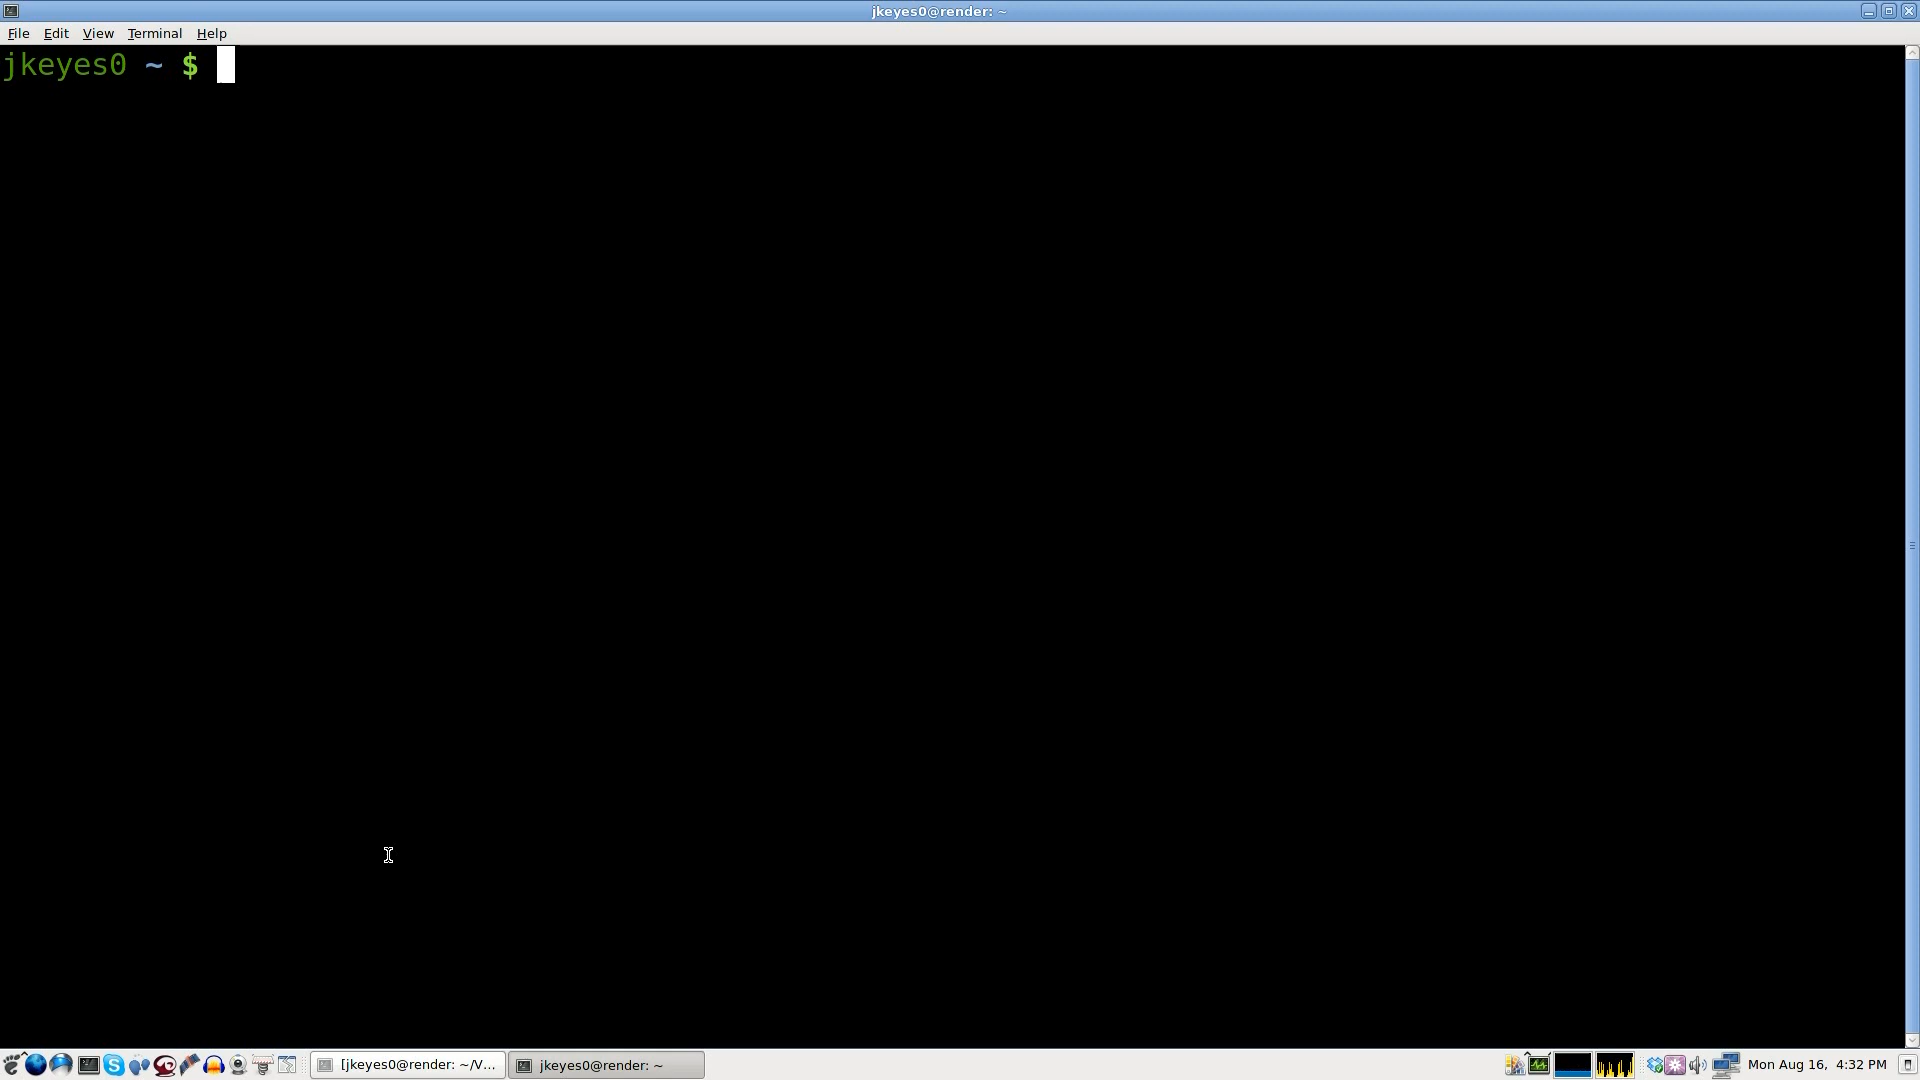 jkeyes0@render: ~
File Edit View Terminal Help
jkeyes0 ~ $
[jkeyes0@render: ~/V... jkeyes0@render: ~ Mon Aug 16, 4:32 PM